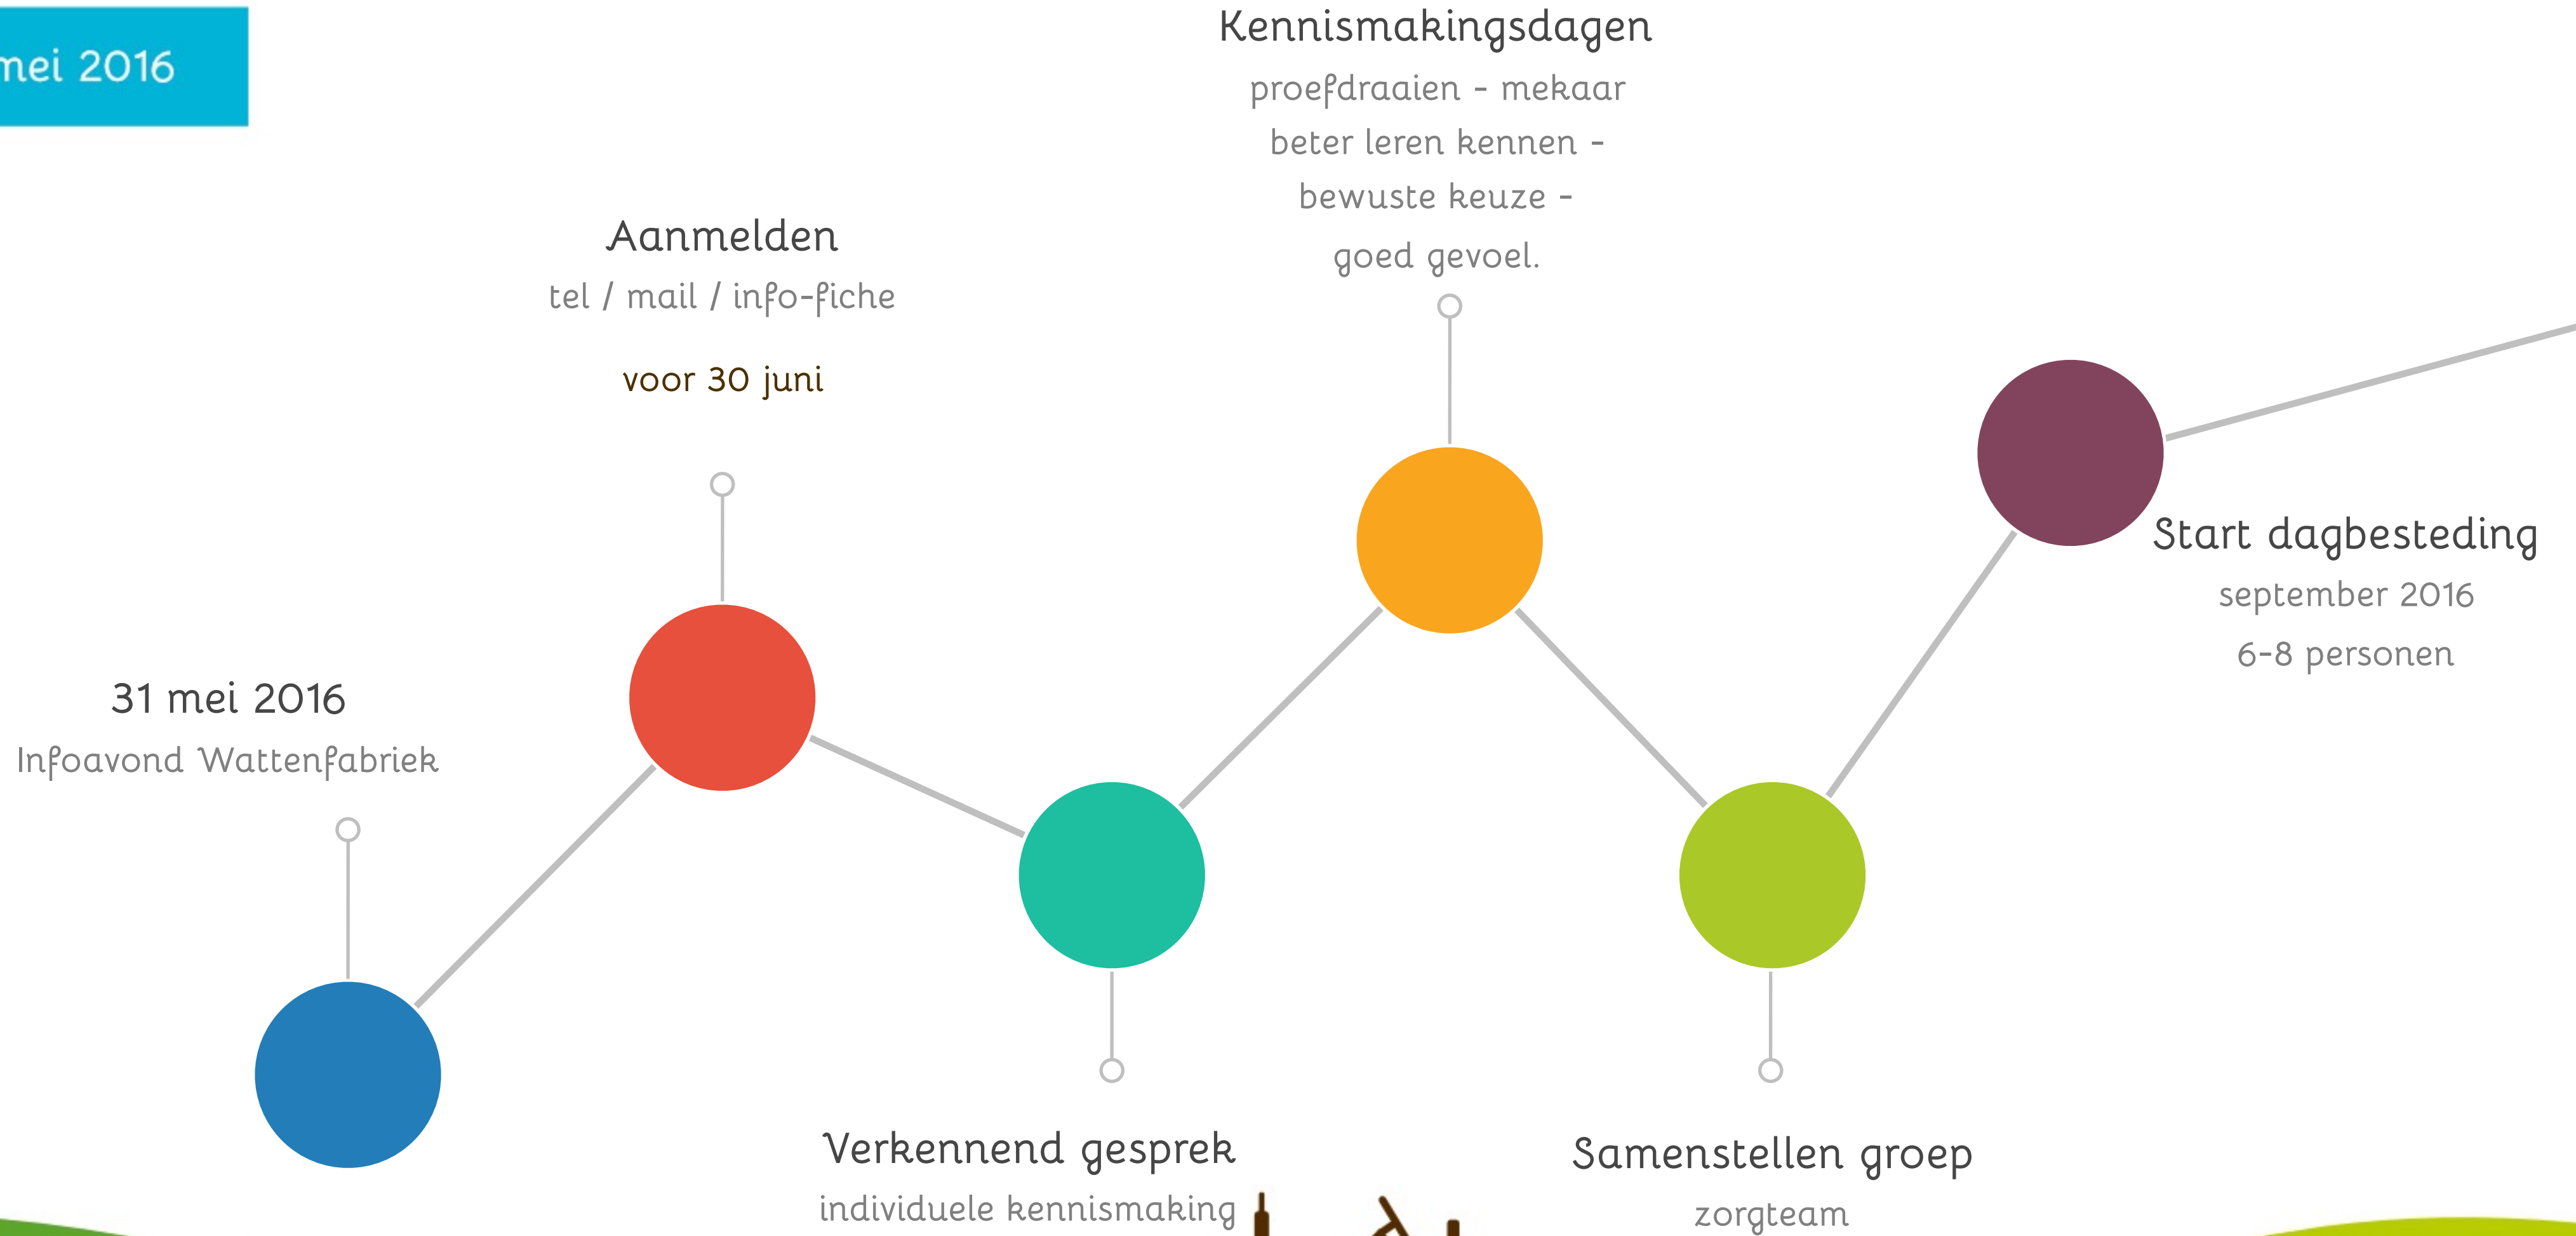 mei 2016
Kennismakingsdagen
proefdraaien - mekaar
beter leren kennen -
bewuste keuze -
goed gevoel.
Aanmelden
tel / mail / info-fiche
voor 30 juni
Start dagbesteding
september 2016
6-8 personen
31 mei 2016
Infoavond Wattenfabriek
Verkennend gesprek
individuele kennismaking
Samenstellen groep
zorgteam